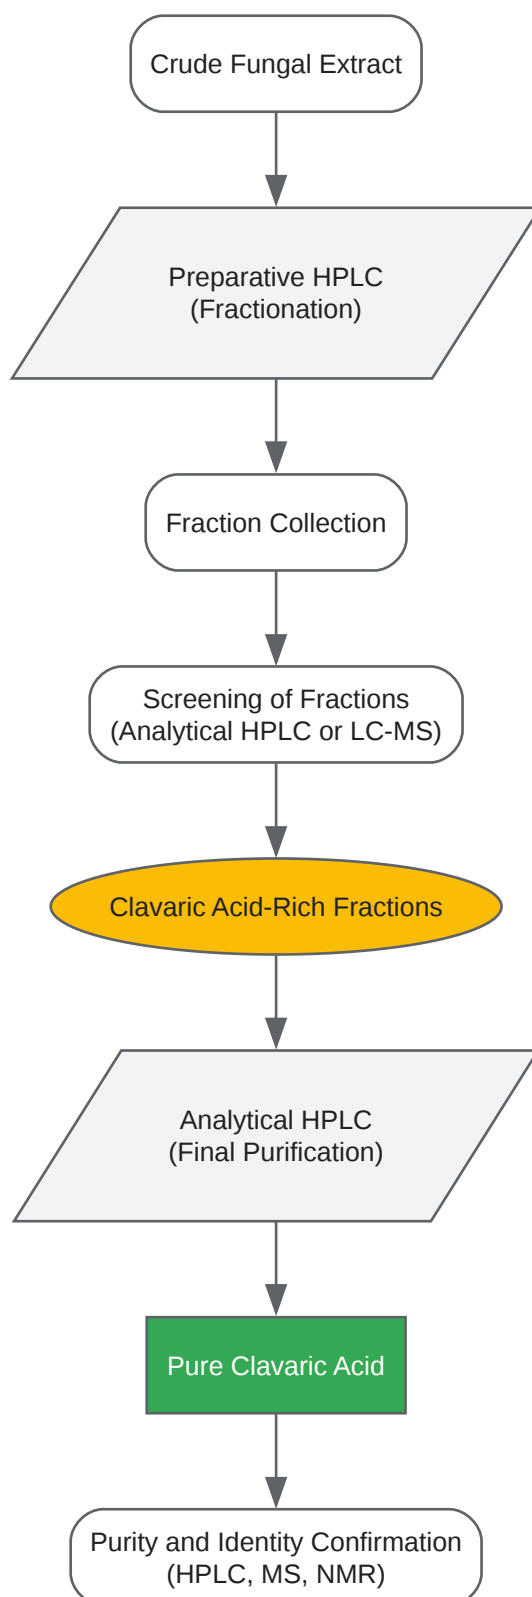 Crude Fungal Extract
Preparative HPLC
(Fractionation)
Fraction Collection
Screening of Fractions
(Analytical HPLC or LC-MS)
Clavaric Acid-Rich Fractions
Analytical HPLC
(Final Purification)
Pure Clavaric Acid
Purity and Identity Confirmation
(HPLC, MS, NMR)